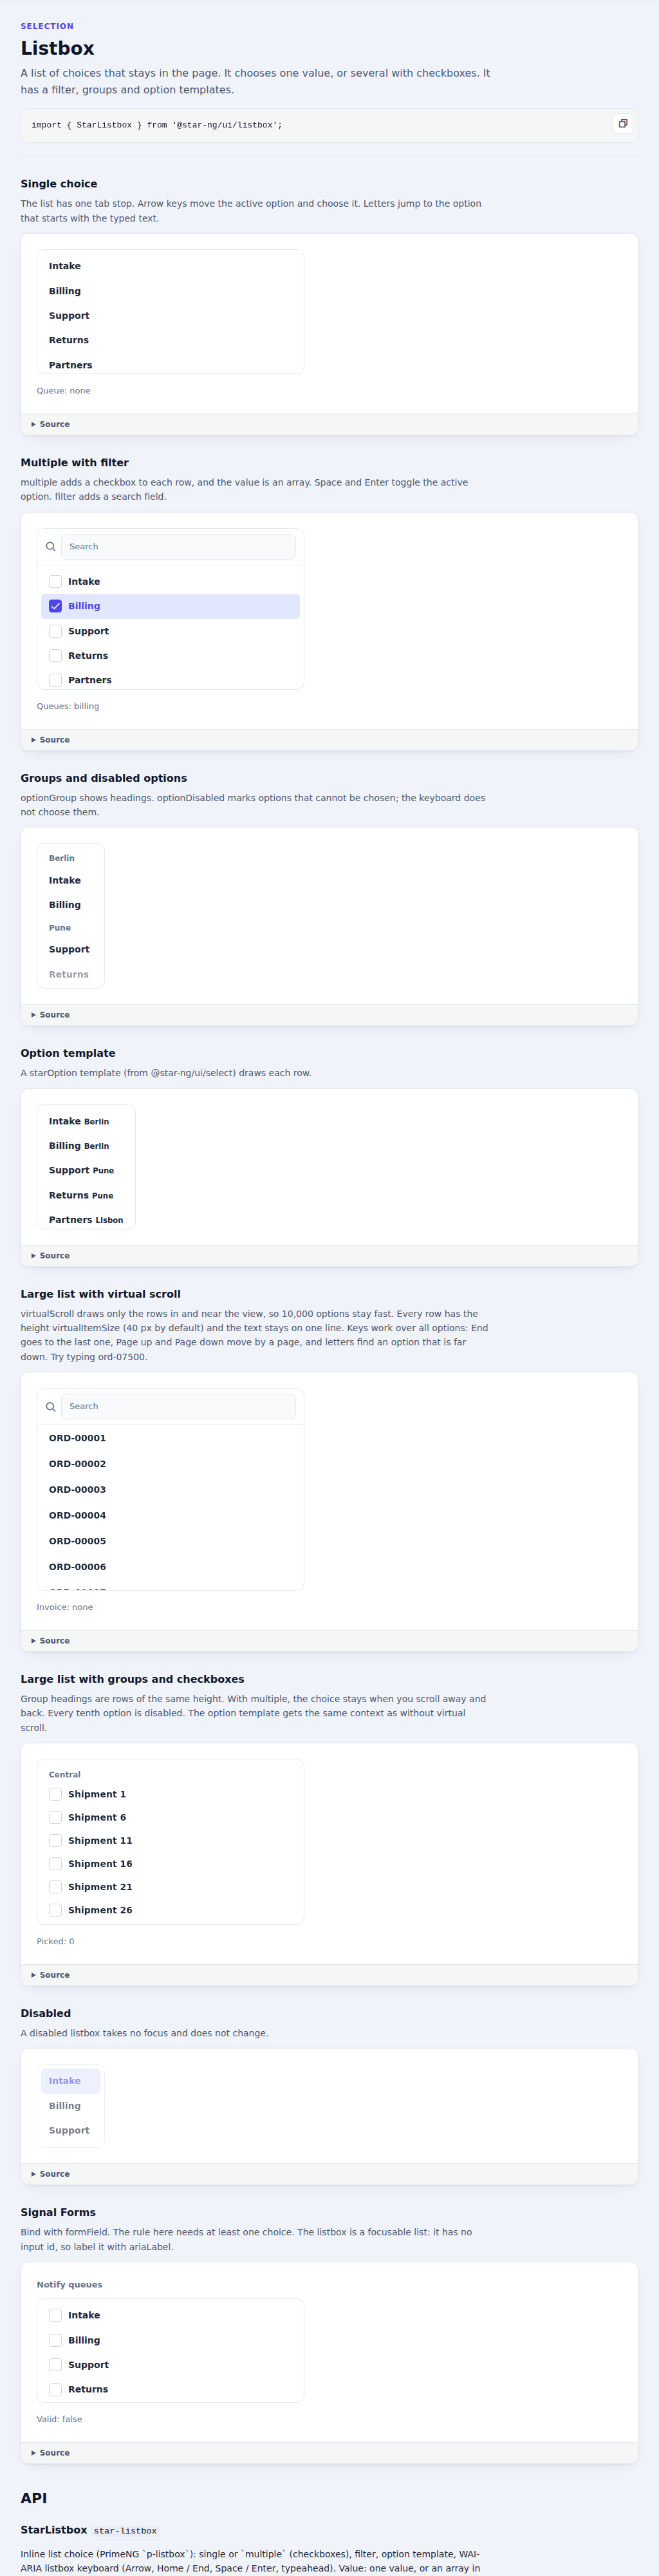 SELECTION
Listbox
A list of choices that stays in the page. It chooses one value, or several with checkboxes. It
has a filter, groups and option templates.
import { StarListbox } from '@star-ng/ui/listbox';
Single choice
The list has one tab stop. Arrow keys move the active option and choose it. Letters jump to the option
that starts with the typed text.
Intake
Billing
Support
Returns
Partners
Queue: none
Source
Multiple with filter
multiple adds a checkbox to each row, and the value is an array. Space and Enter toggle the active
option. filter adds a search field.
Search
Intake
Billing
Support
Returns
Partners
Queues: billing
Source
Groups and disabled options
optionGroup shows headings. optionDisabled marks options that cannot be chosen; the keyboard does
not choose them.
Berlin
Intake
Billing
Pune
Support
Returns
Source
Option template
A starOption template (from @star-ng/ui/select) draws each row.
Intake Berlin
Billing Berlin
Support Pune
Returns Pune
Partners Lisbon
Source
Large list with virtual scroll
virtualScroll draws only the rows in and near the view, so 10,000 options stay fast. Every row has the
height virtualItemSize (40 px by default) and the text stays on one line. Keys work over all options: End
goes to the last one, Page up and Page down move by a page, and letters find an option that is far
down. Try typing ord-07500.
Search
ORD-00001
ORD-00002
ORD-00003
ORD-00004
ORD-00005
ORD-00006
Invoice: none
Source
Large list with groups and checkboxes
Group headings are rows of the same height. With multiple, the choice stays when you scroll away and
back. Every tenth option is disabled. The option template gets the same context as without virtual
scroll.
Central
Shipment 1
Shipment 6
Shipment 11
Shipment 16
Shipment 21
Shipment 26
Picked: 0
Source
Disabled
A disabled listbox takes no focus and does not change.
Intake
Billing
Support
Source
Signal Forms
Bind with formField. The rule here needs at least one choice. The listbox is a focusable list: it has no
input id, so label it with ariaLabel.
Notify queues
Intake
Billing
Support
Returns
Valid: false
Source
API
StarListbox star-listbox
Inline list choice (PrimeNG `p-listbox`): single or `multiple` (checkboxes), filter, option template, WAI-
ARIA listbox keyboard (Arrow, Home / End, Space / Enter, typeahead). Value: one value, or an array in